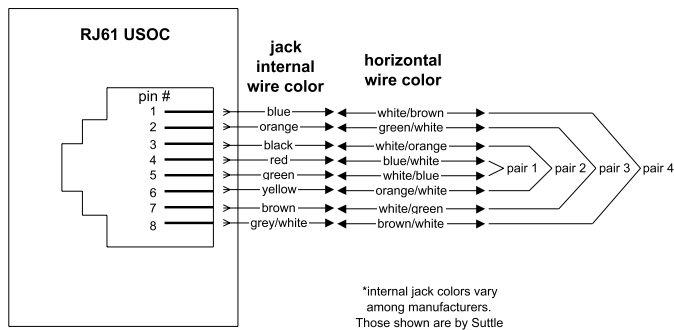 RJ61 USOC
jack
internal
wire color
horizontal
wire color
pin #
1 blue white/brown
2 orange green/white
3 black white/orange
4 red blue/white
5 green white/blue
6 yellow orange/white
7 brown white/green
8 grey/white brown/white
pair 1 pair 2 pair 3 pair 4
*internal jack colors vary
among manufacturers.
Those shown are by Suttle